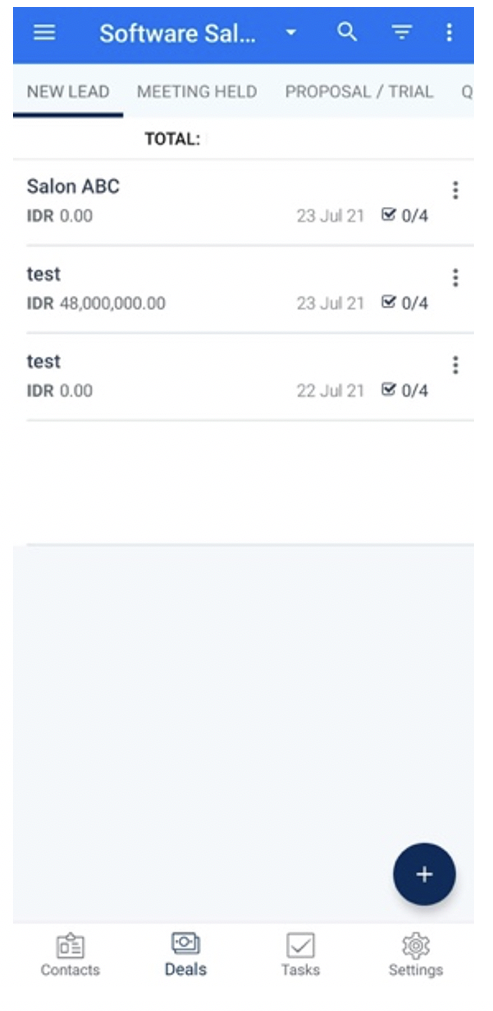 Software Sal...
NEW LEAD MEETING HELD PROPOSAL / TRIAL Q
TOTAL:
Salon ABC
IDR 0.00 23 Jul 21 0/4
test
IDR 48,000,000.00 23 Jul 21 0/4
test
IDR 0.00 22 Jul 21 0/4
Contacts Deals Tasks Settings